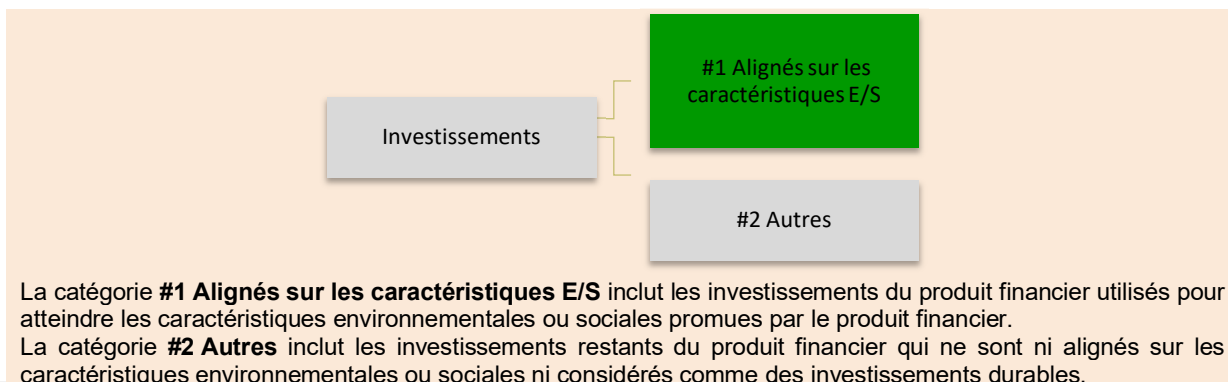 #1 Alignés sur les
caractéristiques E/S
Investissements
#2 Autres
La catégorie #1 Alignés sur les caractéristiques E/S inclut les investissements du produit financier utilisés pour
atteindre les caractéristiques environnementales ou sociales promues par le produit financier.
La catégorie #2 Autres inclut les investissements restants du produit financier qui ne sont ni alignés sur les
caractéristiques environnementales ou sociales ni considérés comme des investissements durables.